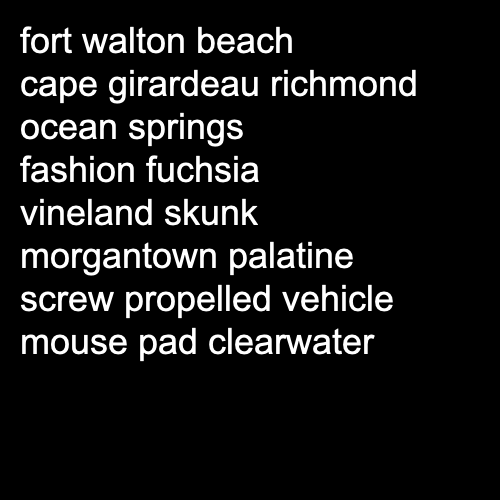 fort walton beach
cape girardeau richmond
ocean springs
fashion fuchsia
vineland skunk
morgantown palatine
screw propelled vehicle
mouse pad clearwater